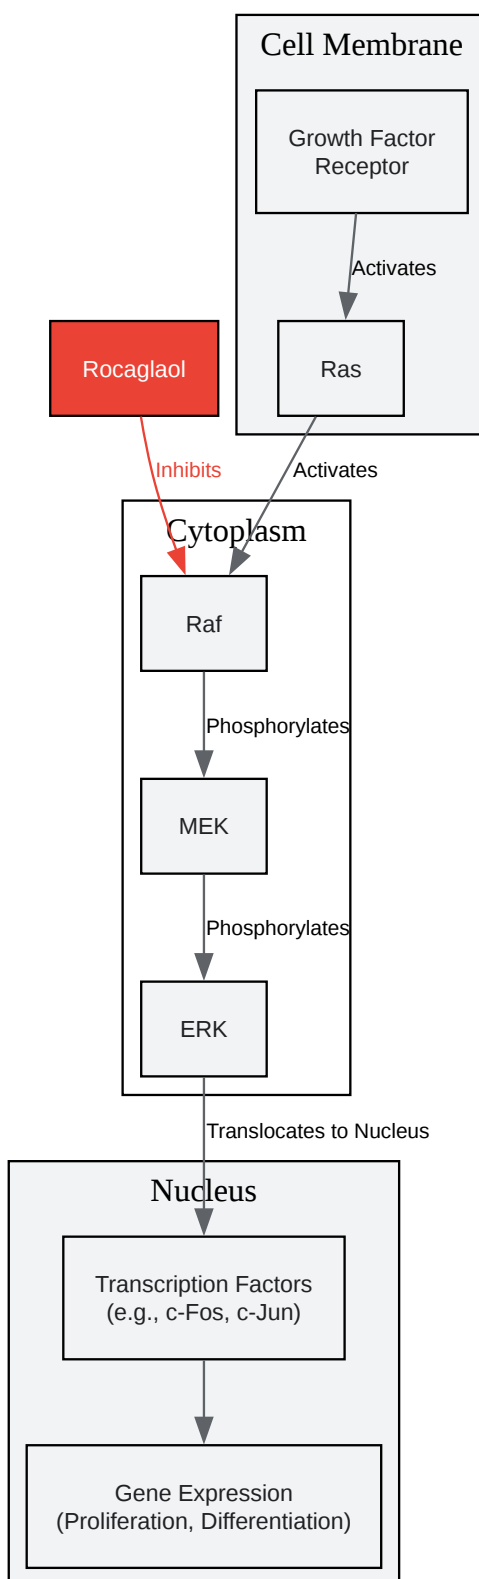 Cell Membrane
Growth Factor
Receptor
Activates
Rocaglaol
Ras
Inhibits
Activates
Cytoplasm
Raf
Phosphorylates
MEK
Phosphorylates
ERK
Translocates to Nucleus
Nucleus
Transcription Factors
(e.g., c-Fos, c-Jun)
Gene Expression
(Proliferation, Differentiation)